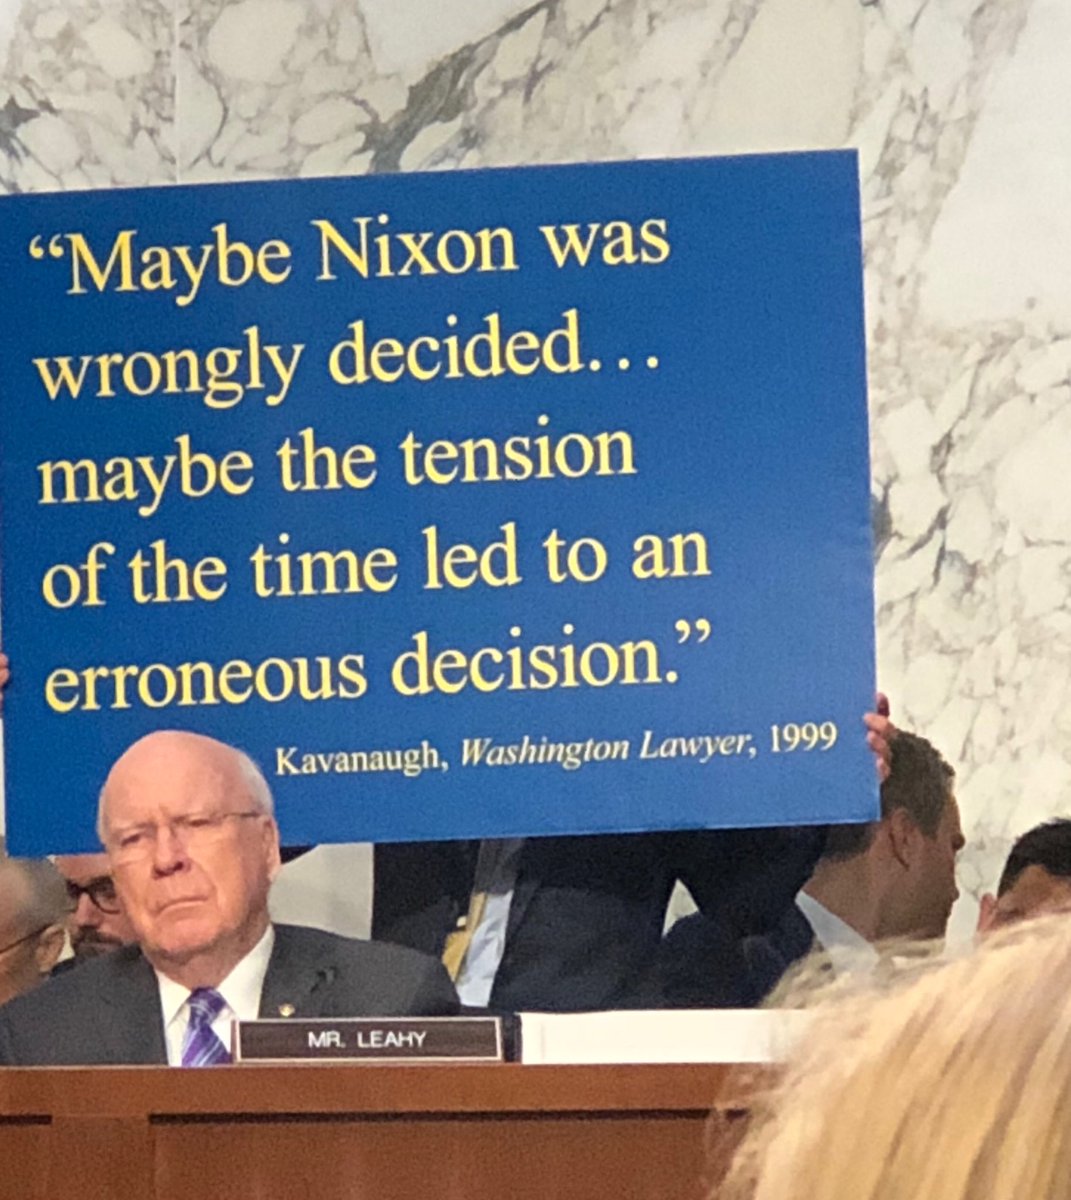 “Maybe Nixon was
wrongly decided…
maybe the tension
of the time led to an
erroneous decision.”
Kavanaugh, Washington Lawyer, 1999
MR. LEAHY